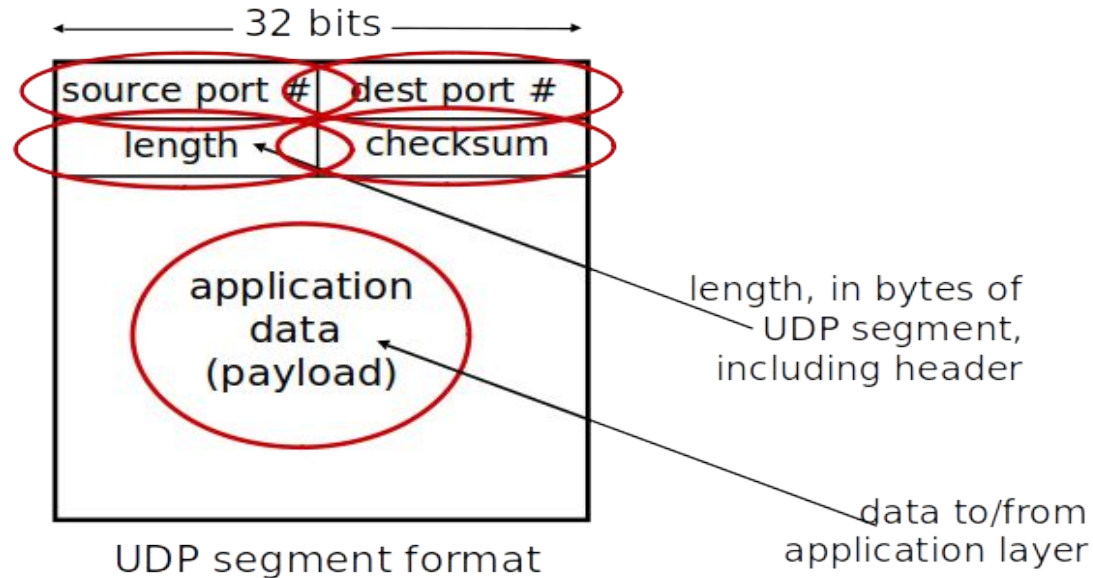 32 bits
source port # dest port #
length checksum
application
data
(payload)
length, in bytes of
UDP segment,
including header
data to/from
application layer
UDP segment format